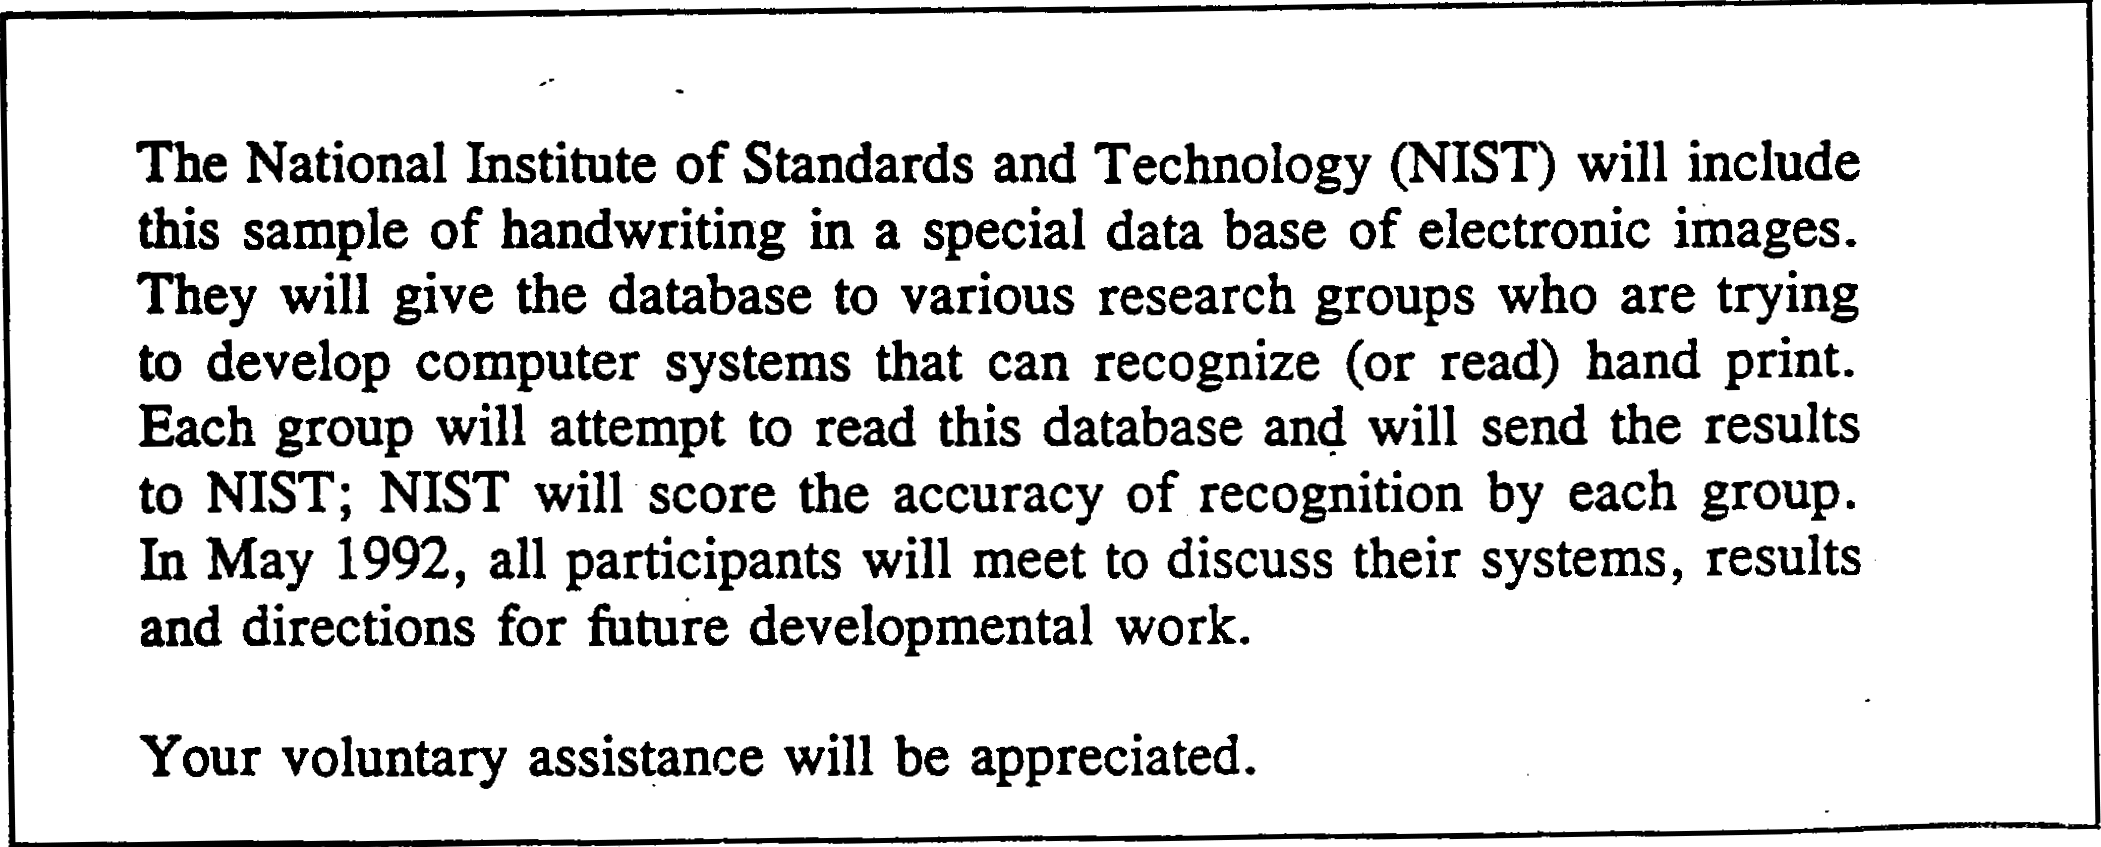 The National Institute of Standards and Technology (NIST) will include
this sample of handwriting in a special data base of electronic images.
They will give the database to various research groups who are trying
to develop computer systems that can recognize (or read) hand print.
Each group will attempt to read this database and will send the results
to NIST; NIST will score the accuracy of recognition by each group.
In May 1992, all participants will meet to discuss their systems, results
and directions for future developmental work.
Your voluntary assistance will be appreciated.